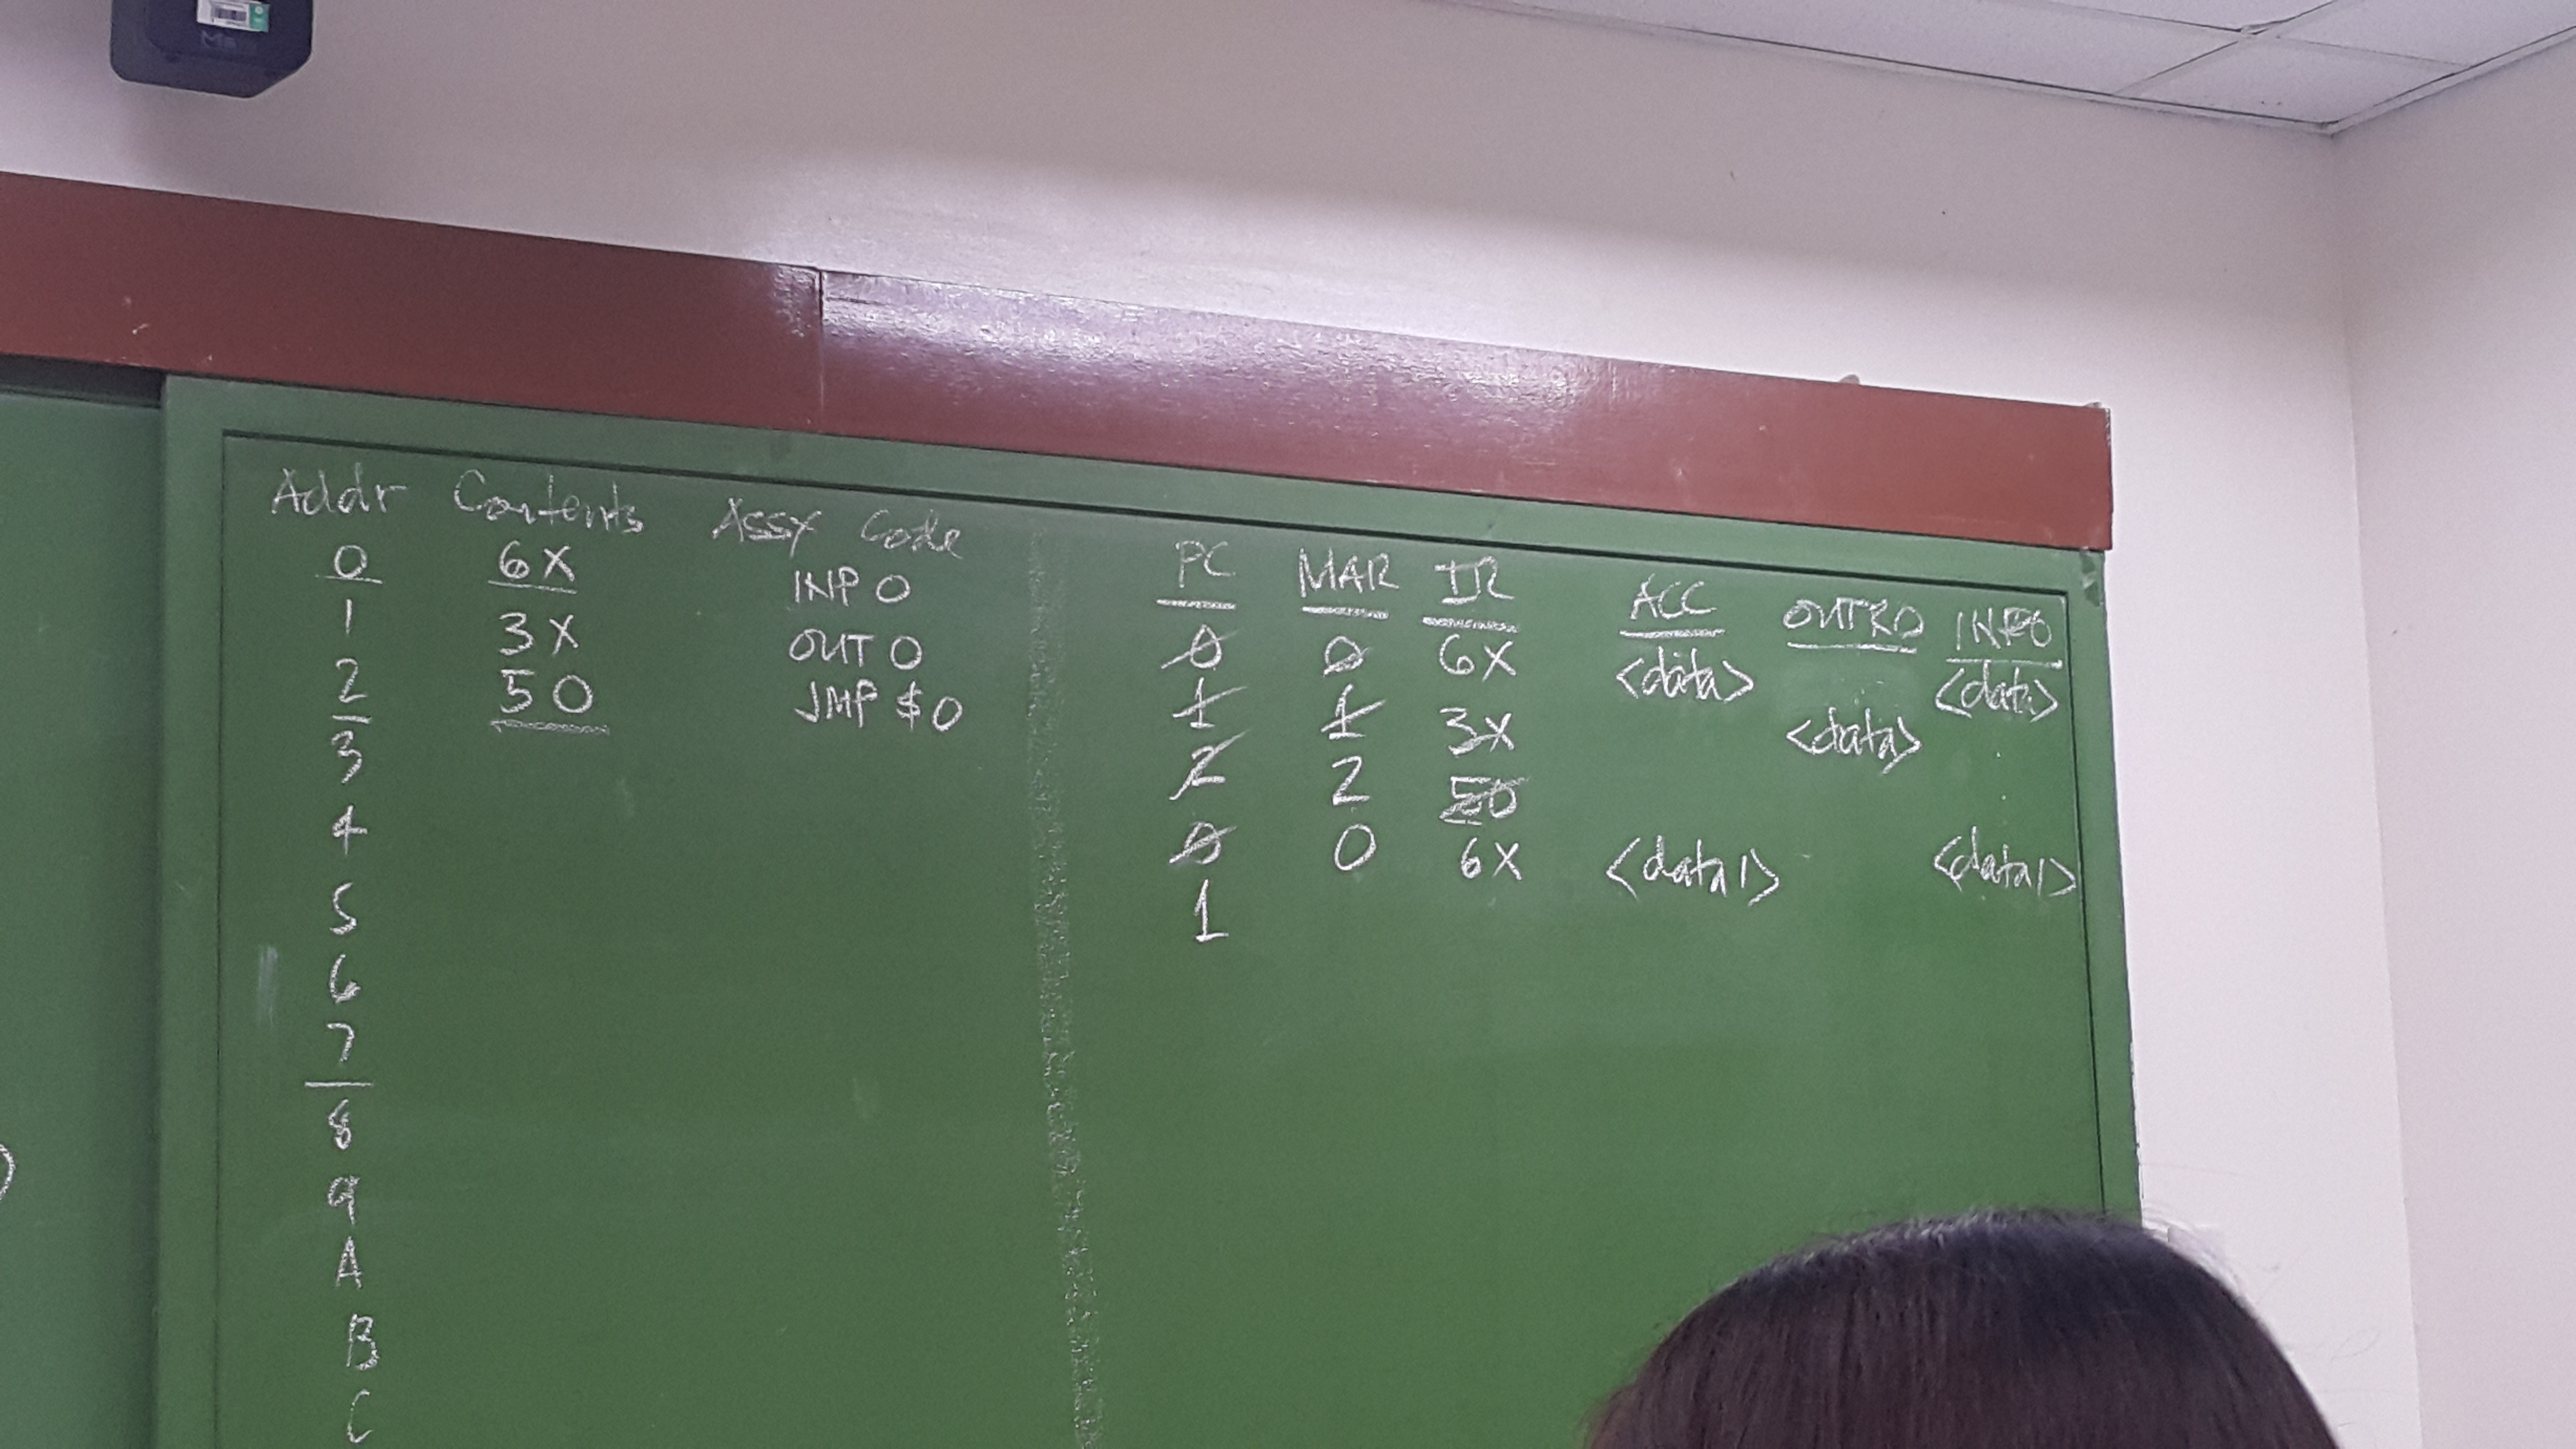 Addr Contents Assy Code PC MAR IR ACC OUTR0 INR0
0 6X INP 0 0 0 6X <data> <data>
1 3X OUT 0 1 1 3X <data>
2 50 JMP $0 2 2 50
3 0 0 6X <data1> <data1>
4 1
5
6
7
8
9
A
B
C